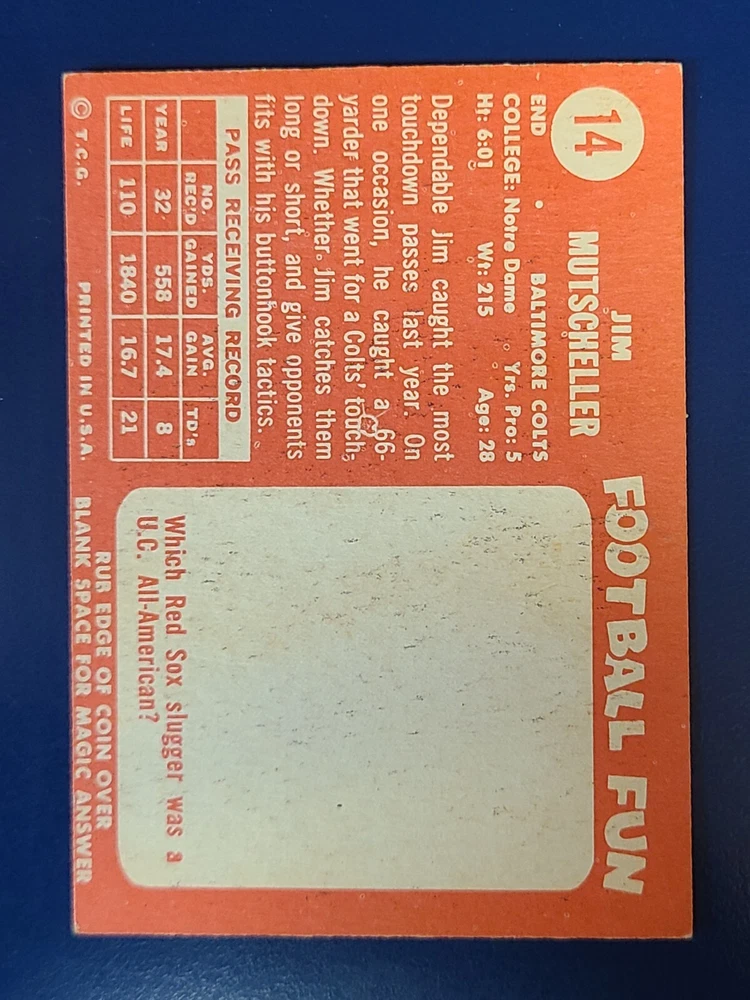 14
JIM
MUTSCHELLER
END BALTIMORE COLTS
COLLEGE: Notre Dame Yrs. Pro: 5
Ht: 6:01 Wt: 215 Age: 28
Dependable Jim caught the most
touchdown passes last year. On
one occasion, he caught a 66-
yarder that went for a Colts' touch-
down. Whether Jim catches them
long or short, and give opponents
fits with his buttonhook tactics.
PASS RECEIVING RECORD
NO. REC'D YDS. GAINED AVG. GAIN TD's
YEAR 32 558 17.4 8
LIFE 110 1840 16.7 21
© T.C.G. PRINTED IN U.S.A.
FOOTBALL FUN
Which Red Sox slugger was a
U.C. All-American?
RUB EDGE OF COIN OVER
BLANK SPACE FOR MAGIC ANSWER